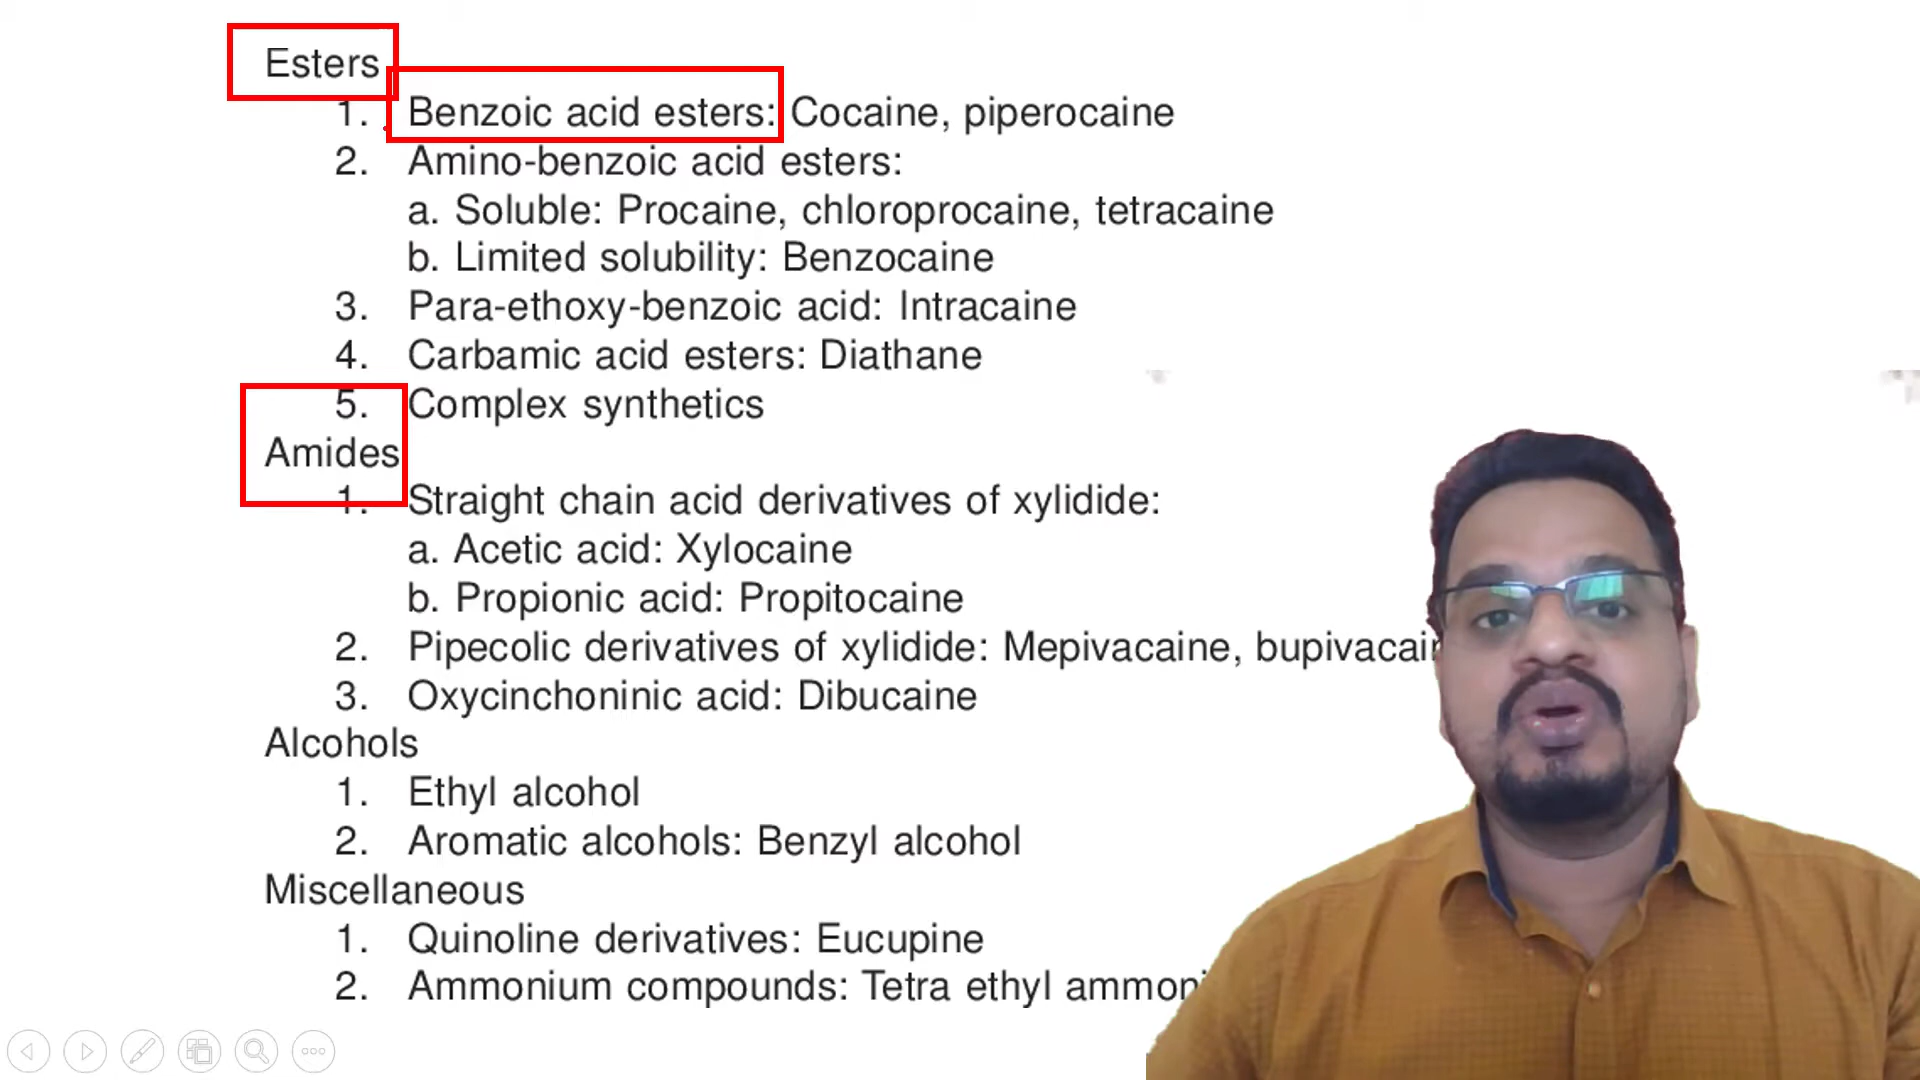 Esters
1. Benzoic acid esters: Cocaine, piperocaine
2. Amino-benzoic acid esters:
a. Soluble: Procaine, chloroprocaine, tetracaine
b. Limited solubility: Benzocaine
3. Para-ethoxy-benzoic acid: Intracaine
4. Carbamic acid esters: Diathane
5. Complex synthetics
Amides
1. Straight chain acid derivatives of xylidide:
a. Acetic acid: Xylocaine
b. Propionic acid: Propitocaine
2. Pipecolic derivatives of xylidide: Mepivacaine,
3. Oxycinchoninic acid: Dibucaine
Alcohols
1. Ethyl alcohol
2. Aromatic alcohols: Benzyl alcohol
Miscellaneous
1. Quinoline derivatives: Eucupine
2. Ammonium compounds: Tetra ethyl